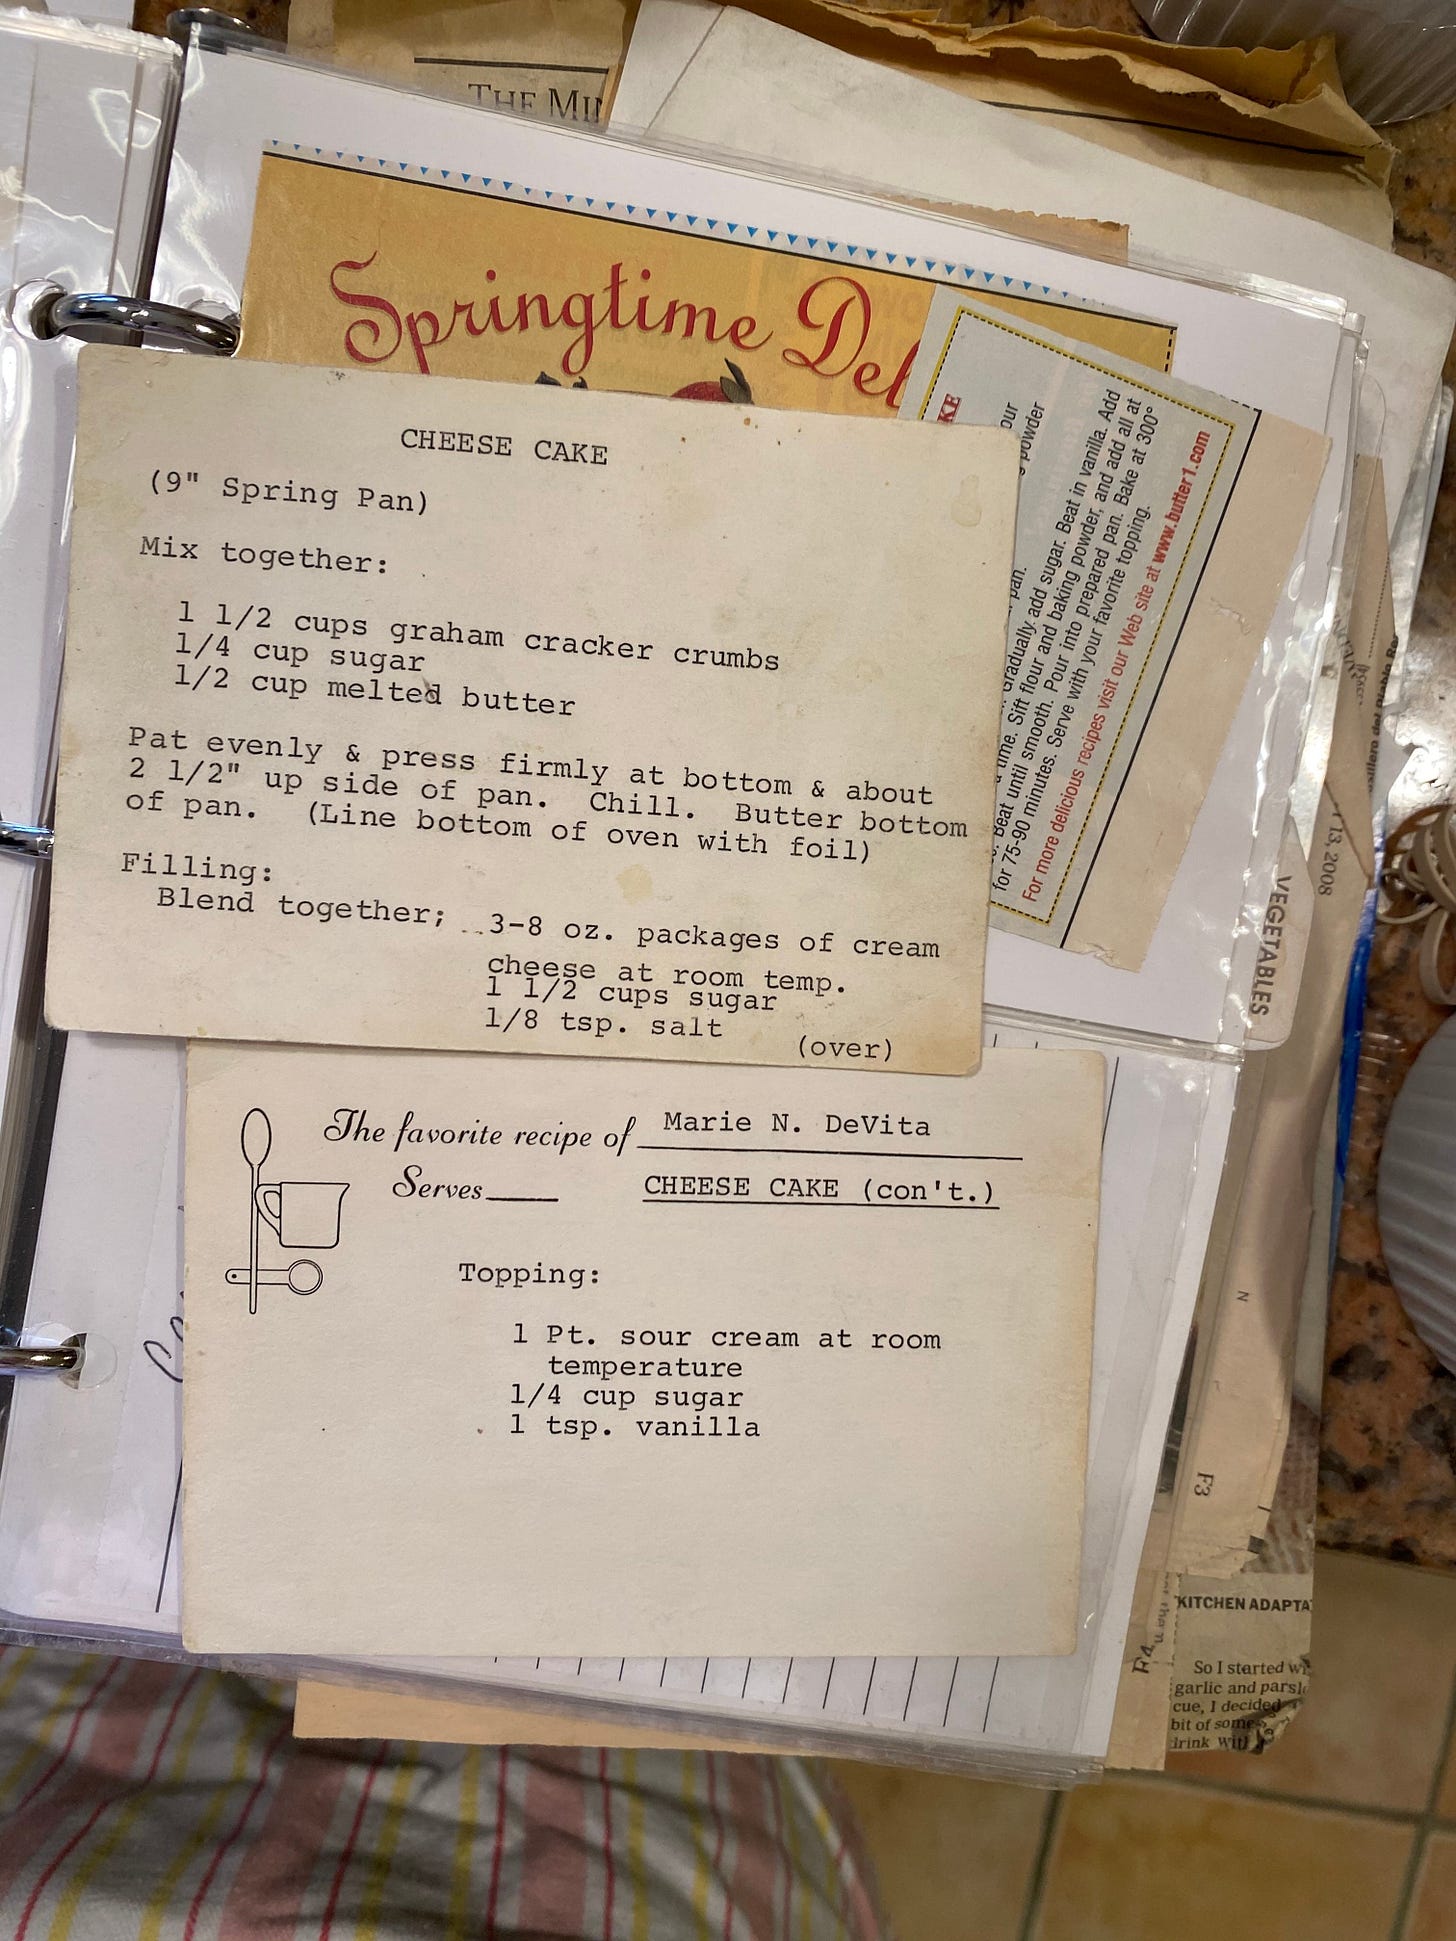 THE
Springtime
CHEESE CAKE
(9" Spring Pan)
Mix together:
1 1/2 cups graham cracker crumbs
1/4 cup sugar
1/2 cup melted butter
Pat evenly & press firmly at bottom & about
2 1/2" up side of pan.  Chill.  Butter bottom
of pan.  (Line bottom of oven with foil)
Filling:
Blend together; 3-8 oz. packages of cream
cheese at room temp.
1 1/2 cups sugar
1/8 tsp. salt
(over)
The favorite recipe of Marie N. DeVita
Serves
CHEESE CAKE (con't.)
Topping:
1 Pt. sour cream at room
temperature
1/4 cup sugar
1 tsp. vanilla
powder
pan.
Gradually add sugar. Beat in vanilla. Add
time. Sift flour and baking powder, and add all at
Beat until smooth. Pour into prepared pan. Bake at 300°
for 75-90 minutes. Serve with your favorite topping.
For more delicious recipes visit our Web site at www.butter1.com
VEGETABLES
13, 2008
N
F3
F4
KITCHEN
So I started
garlic and
cue, I decided
bit of some
drink